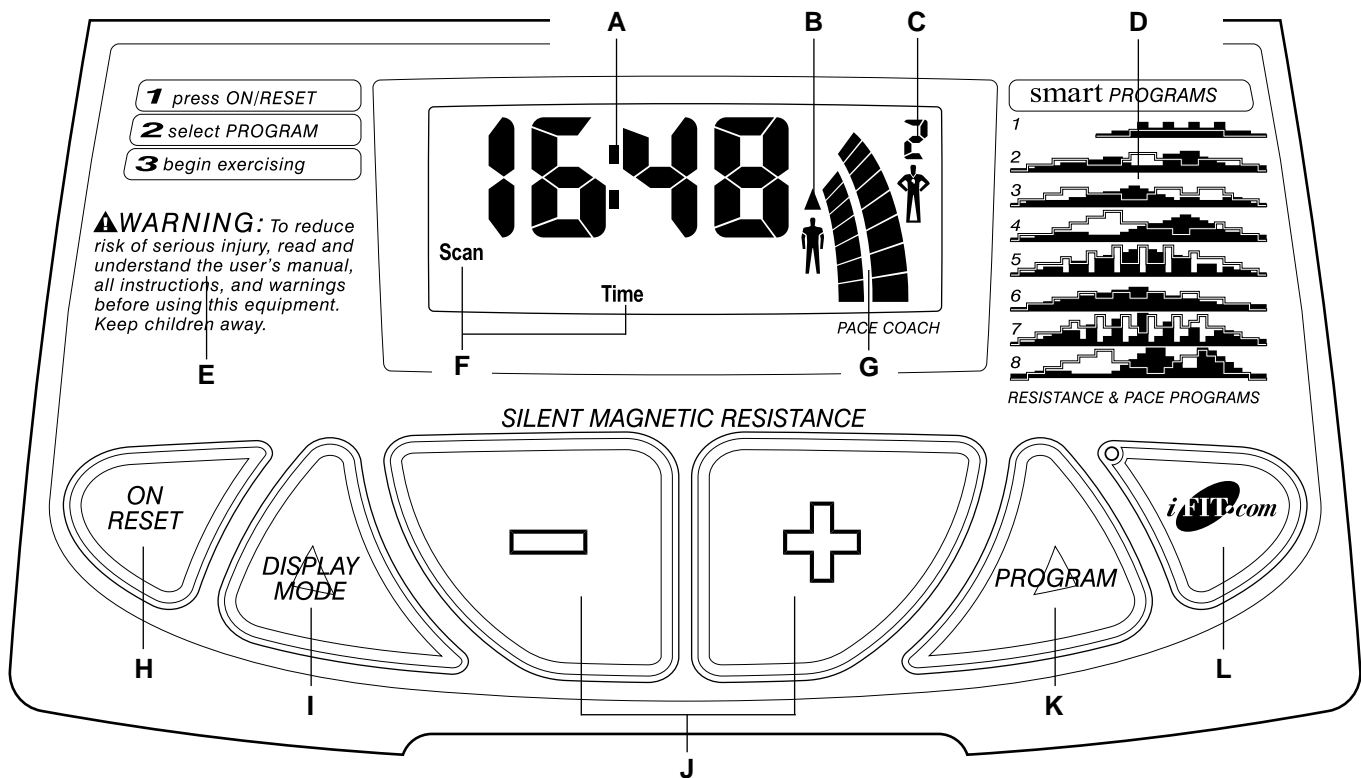 A
B
C
D
1 press ON/RESET
2 select PROGRAM
3 begin exercising
WARNING: To reduce
risk of serious injury, read and
understand the user's manual,
all instructions, and warnings
before using this equipment.
Keep children away.
E
16:48
2
Scan
Time
PACE COACH
F
G
smart PROGRAMS
1
2
3
4
5
6
7
8
RESISTANCE & PACE PROGRAMS
SILENT MAGNETIC RESISTANCE
ON
RESET
DISPLAY
MODE
PROGRAM
iFIT.com
H
I
J
K
L